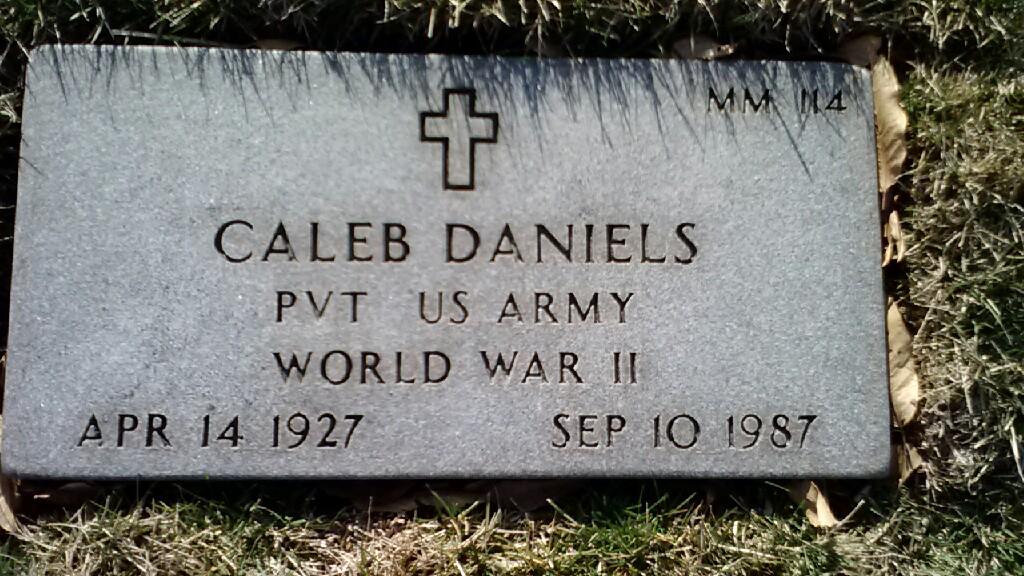 MM 114
CALEB DANIELS
PVT US ARMY
WORLD WAR II
APR 14 1927 SEP 10 1987